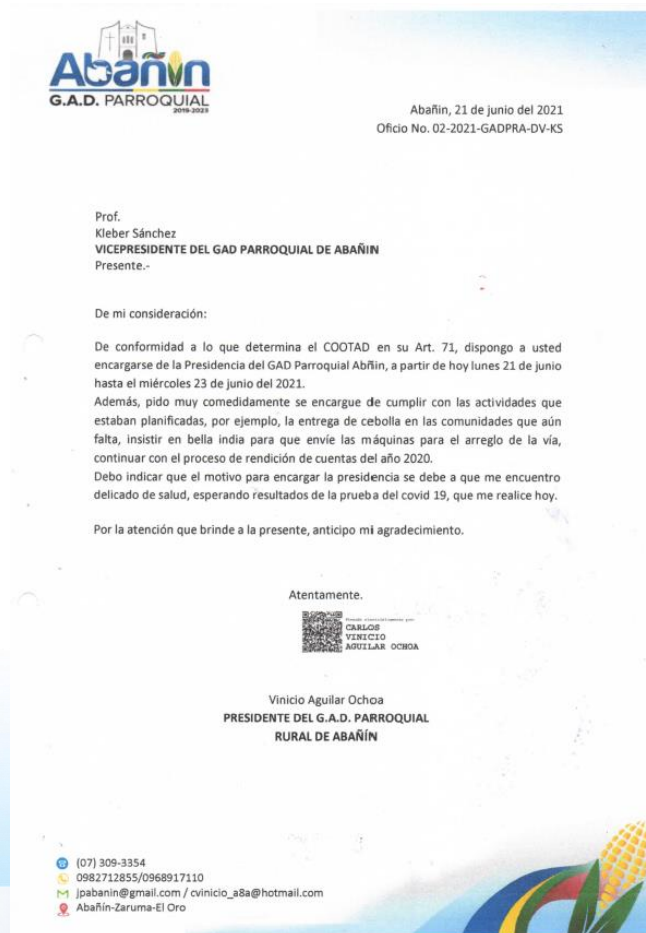 Abañin
G.A.D. PARROQUIAL
2019-2023
Abañin, 21 de junio del 2021
Oficio No. 02-2021-GADPRA-DV-KS
Prof.
Kleber Sánchez
VICEPRESIDENTE DEL GAD PARROQUIAL DE ABAÑIN
Presente.-
De mi consideración:
De conformidad a lo que determina el COOTAD en su Art. 71, dispongo a usted
encargarse de la Presidencia del GAD Parroquial Abñin, a partir de hoy lunes 21 de junio
hasta el miércoles 23 de junio del 2021.
Además, pido muy comedidamente se encargue de cumplir con las actividades que
estaban planificadas, por ejemplo, la entrega de cebolla en las comunidades que aún
falta, insistir en bella india para que envíe las máquinas para el arreglo de la vía,
continuar con el proceso de rendición de cuentas del año 2020.
Debo indicar que el motivo para encargar la presidencia se debe a que me encuentro
delicado de salud, esperando resultados de la prueba del covid 19, que me realice hoy.
Por la atención que brinde a la presente, anticipo mi agradecimiento.
Atentamente.
Firmado electrónicamente por:
CARLOS
VINICIO
AGUILAR OCHOA
Vinicio Aguilar Ochoa
PRESIDENTE DEL G.A.D. PARROQUIAL
RURAL DE ABAÑÍN
(07) 309-3354
0982712855/0968917110
jpabanin@gmail.com / cvinicio_a8a@hotmail.com
Abañín-Zaruma-El Oro